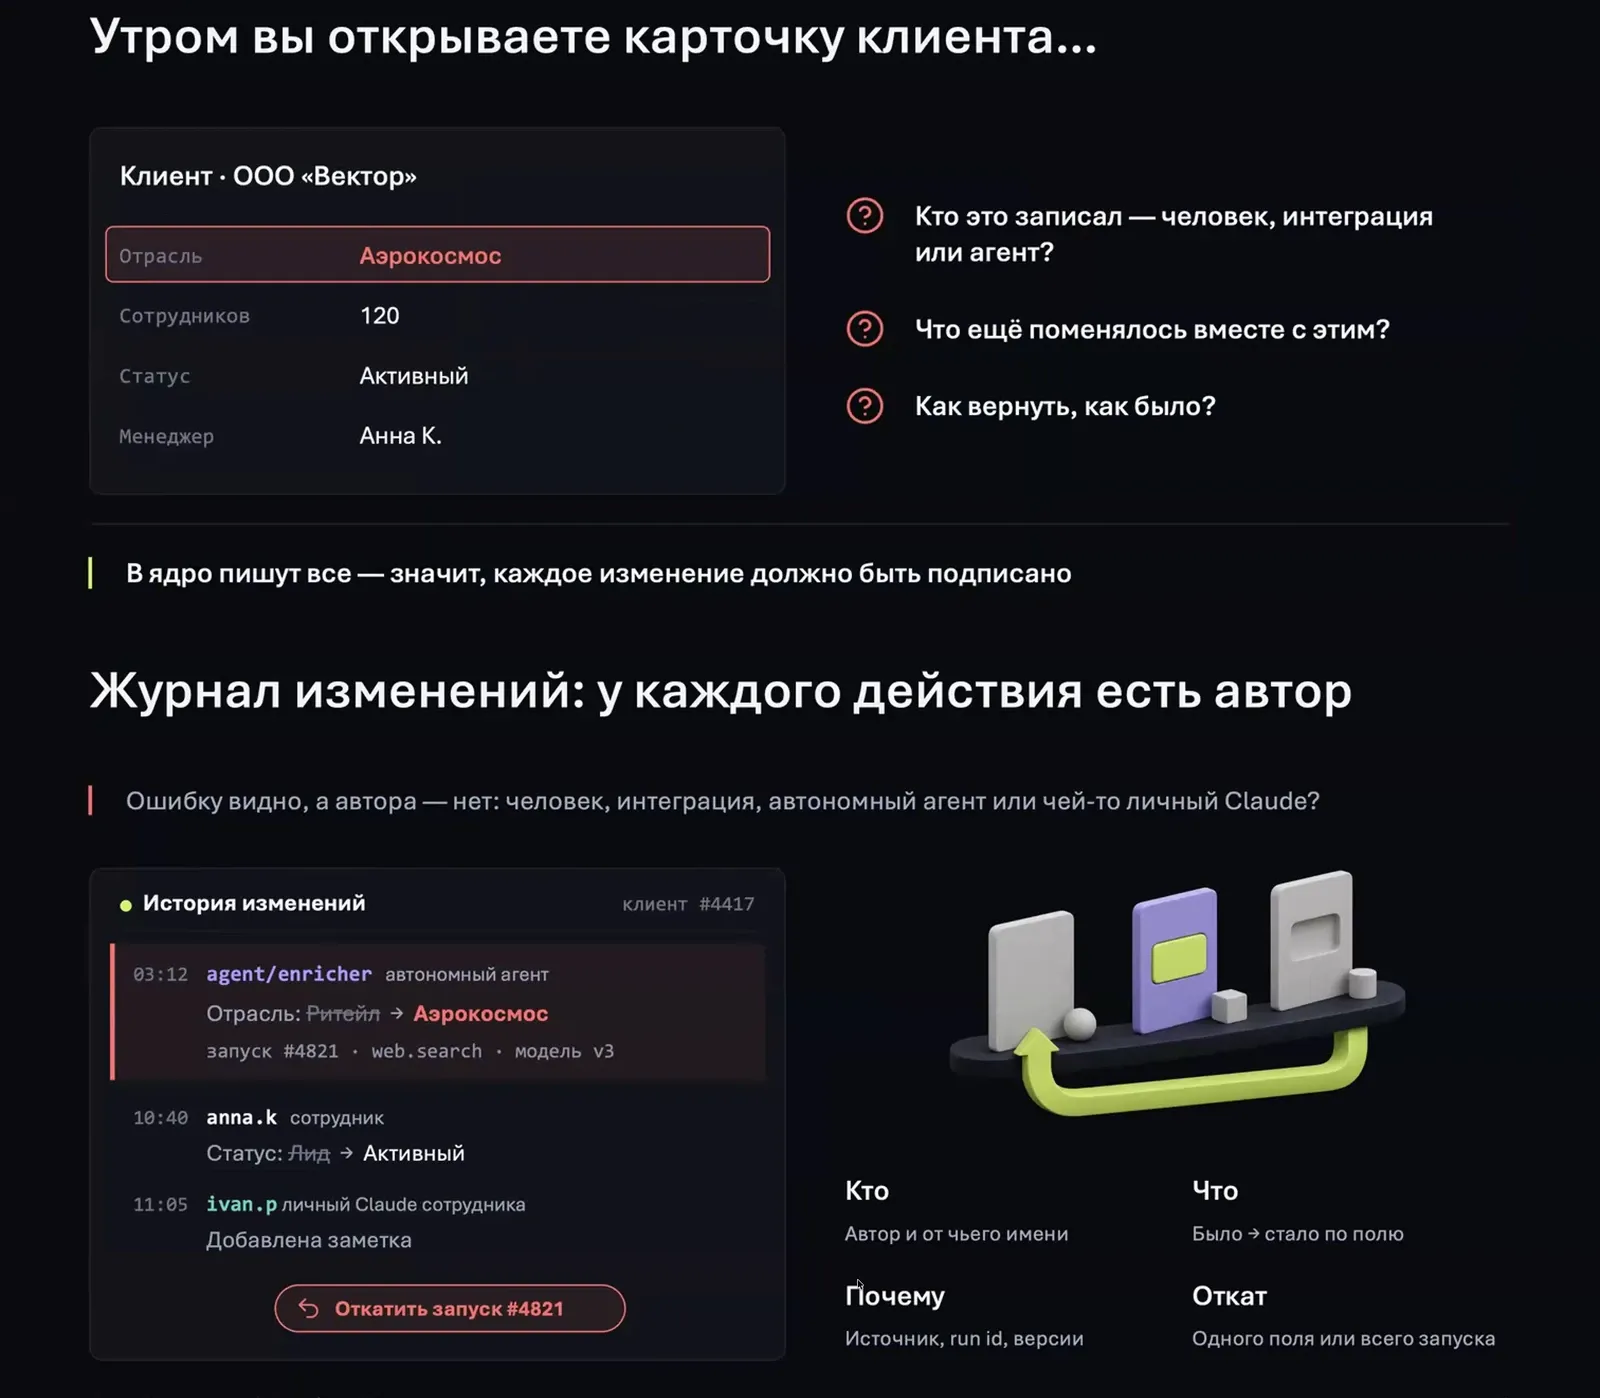 Утром вы открываете карточку клиента...
Клиент · ООО «Вектор»
Отрасль Аэрокосмос
Сотрудников 120
Статус Активный
Менеджер Анна К.
Кто это записал — человек, интеграция
или агент?
Что ещё поменялось вместе с этим?
Как вернуть, как было?
В ядро пишут все — значит, каждое изменение должно быть подписано
Журнал изменений: у каждого действия есть автор
Ошибку видно, а автора — нет: человек, интеграция, автономный агент или чей-то личный Claude?
История изменений клиент #4417
03:12 agent/enricher автономный агент
Отрасль: Ритейл → Аэрокосмос
запуск #4821 · web.search · модель v3
10:40 anna.k сотрудник
Статус: Лид → Активный
11:05 ivan.p личный Claude сотрудника
Добавлена заметка
Откатить запуск #4821
Кто
Автор и от чьего имени
Что
Было → стало по полю
Почему
Источник, run id, версии
Откат
Одного поля или всего запуска